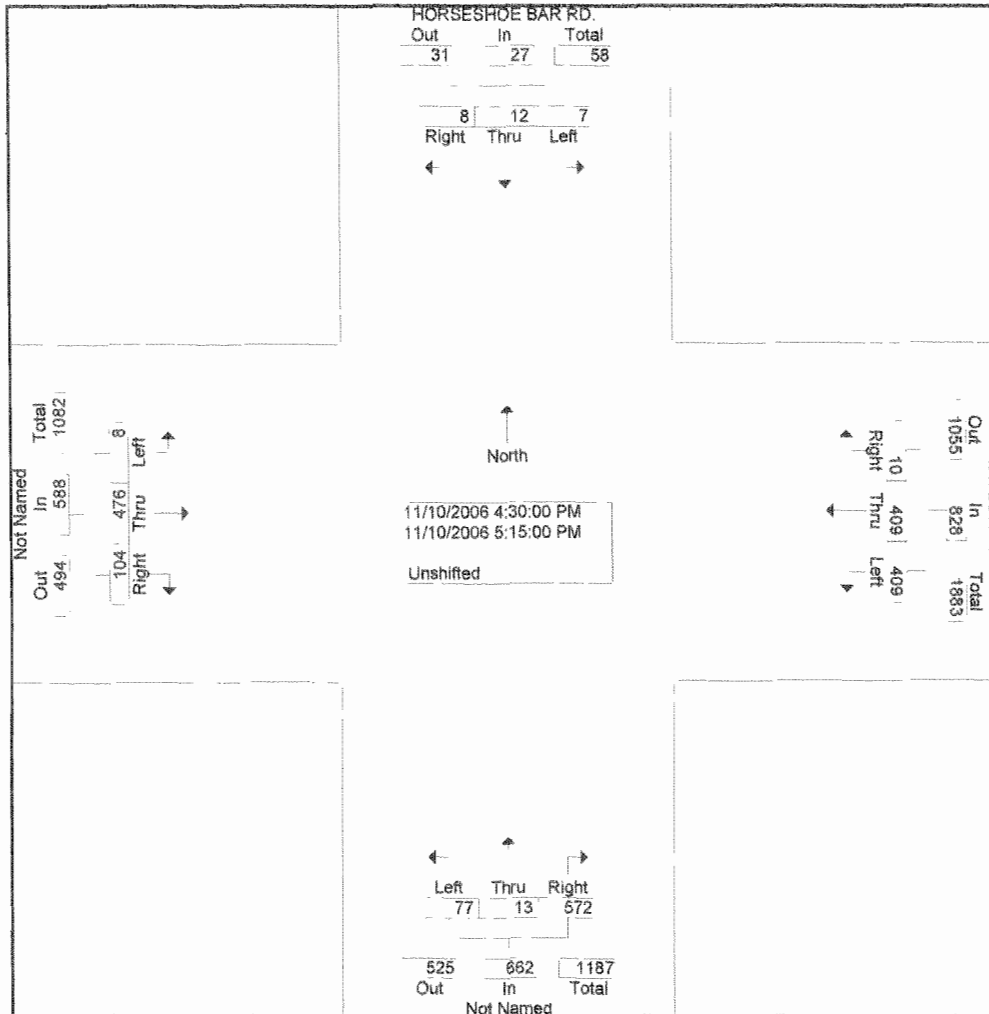 HORSESHOE BAR RD.
Out In Total
31 27 58
8 12 7
Right Thru Left
Not Named
Total In Out
1082 588 494
8 476 104
Left Thru Right
North
11/10/2006 4:30:00 PM
11/10/2006 5:15:00 PM
Unshifted
Right Thru Left
10 409 409
Out In Total
1055 828 1883
Left Thru Right
77 13 572
525 662 1187
Out In Total
Not Named